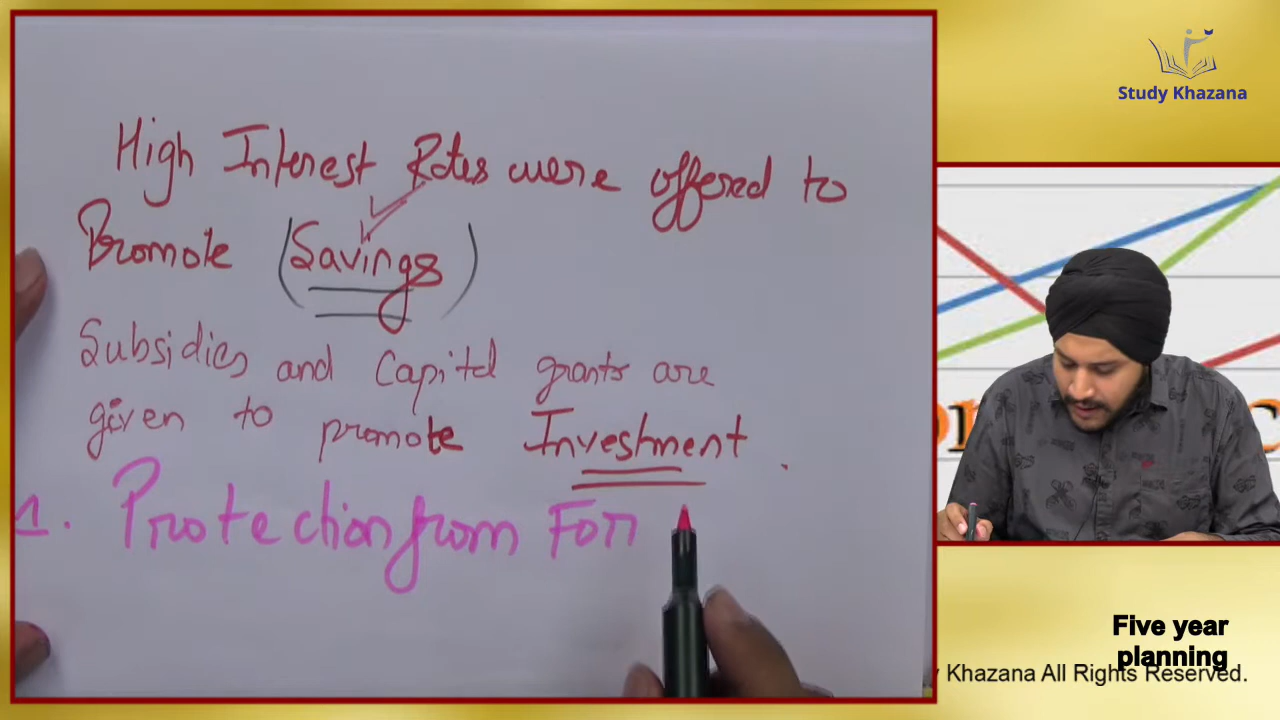 High Interest Rates were offered to
Promote (Savings)
Subsidies and Capital grants are
given to promote Investment.
1. Protection from For
Study Khazana
Five year
planning
Khazana All Rights Reserved.